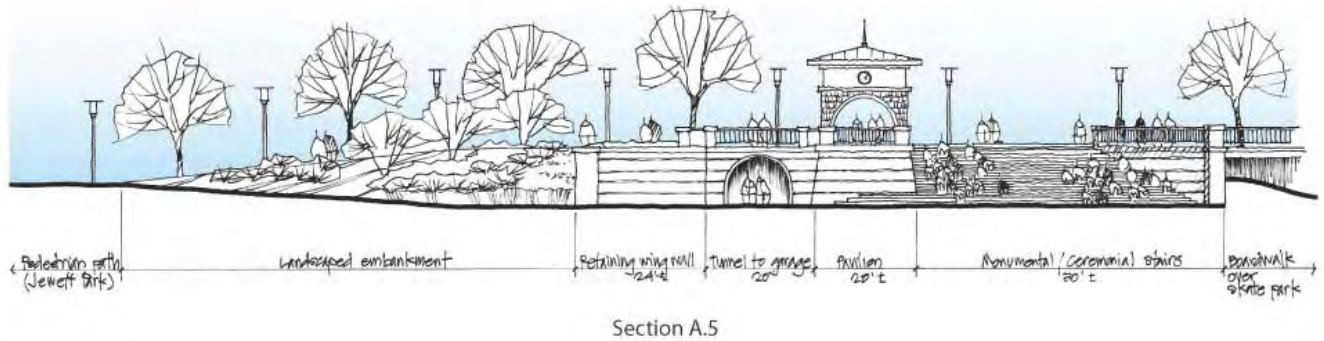 Pedestrian path
(Jewett Park)
Landscaped embankment
Retaining wing wall
24'±
Tunnel to garage
20'
Pavilion
20' ±
Monumental / Ceremonial stairs
Boardwalk
over
skate park
Section A.5